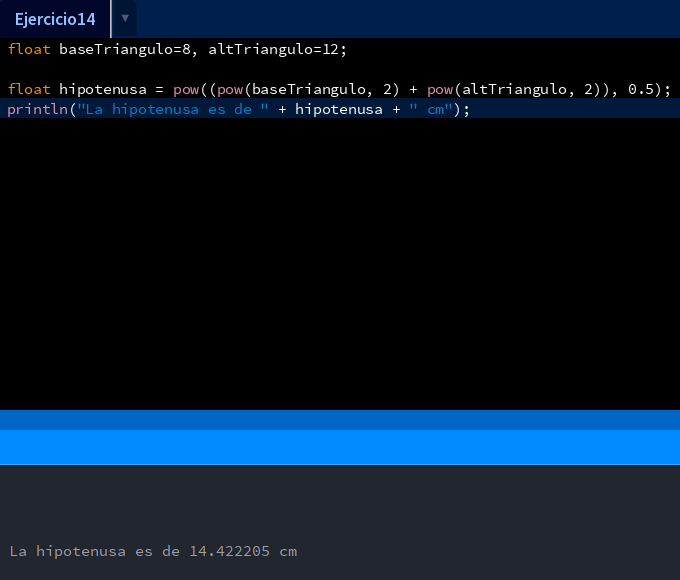 Ejercicio14
float baseTriangulo=8, altTriangulo=12;
float hipotenusa = pow((pow(baseTriangulo, 2) + pow(altTriangulo, 2)), 0.5);
println("La hipotenusa es de " + hipotenusa + " cm");
La hipotenusa es de 14.422205 cm